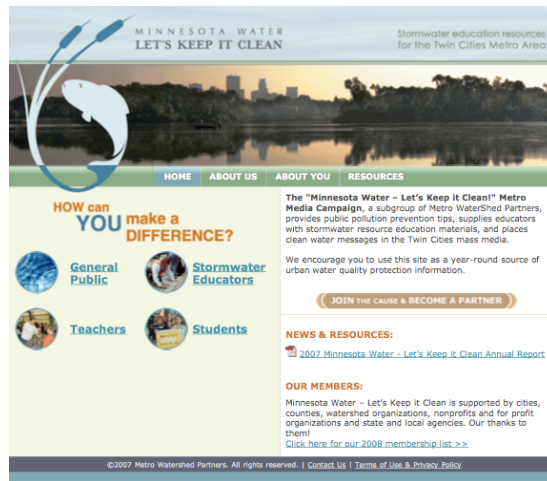 MINNESOTA WATER
LET'S KEEP IT CLEAN
Stormwater education resources
for the Twin Cities Metro Area
HOME
ABOUT US
ABOUT YOU
RESOURCES
HOW can
YOU make a
DIFFERENCE?
General
Public
Stormwater
Educators
Teachers
Students
The "Minnesota Water – Let's Keep it Clean!" Metro
Media Campaign, a subgroup of Metro WaterShed Partners,
provides public pollution prevention tips, supplies educators
with stormwater resource education materials, and places
clean water messages in the Twin Cities mass media.
We encourage you to use this site as a year-round source of
urban water quality protection information.
JOIN THE CAUSE & BECOME A PARTNER
NEWS & RESOURCES:
2007 Minnesota Water - Let's Keep it Clean Annual Report
OUR MEMBERS:
Minnesota Water – Let's Keep it Clean is supported by cities,
counties, watershed organizations, nonprofits and for profit
organizations and state and local agencies. Our thanks to
them!
Click here for our 2008 membership list >>
©2007 Metro Watershed Partners. All rights reserved. | Contact Us | Terms of Use & Privacy Policy